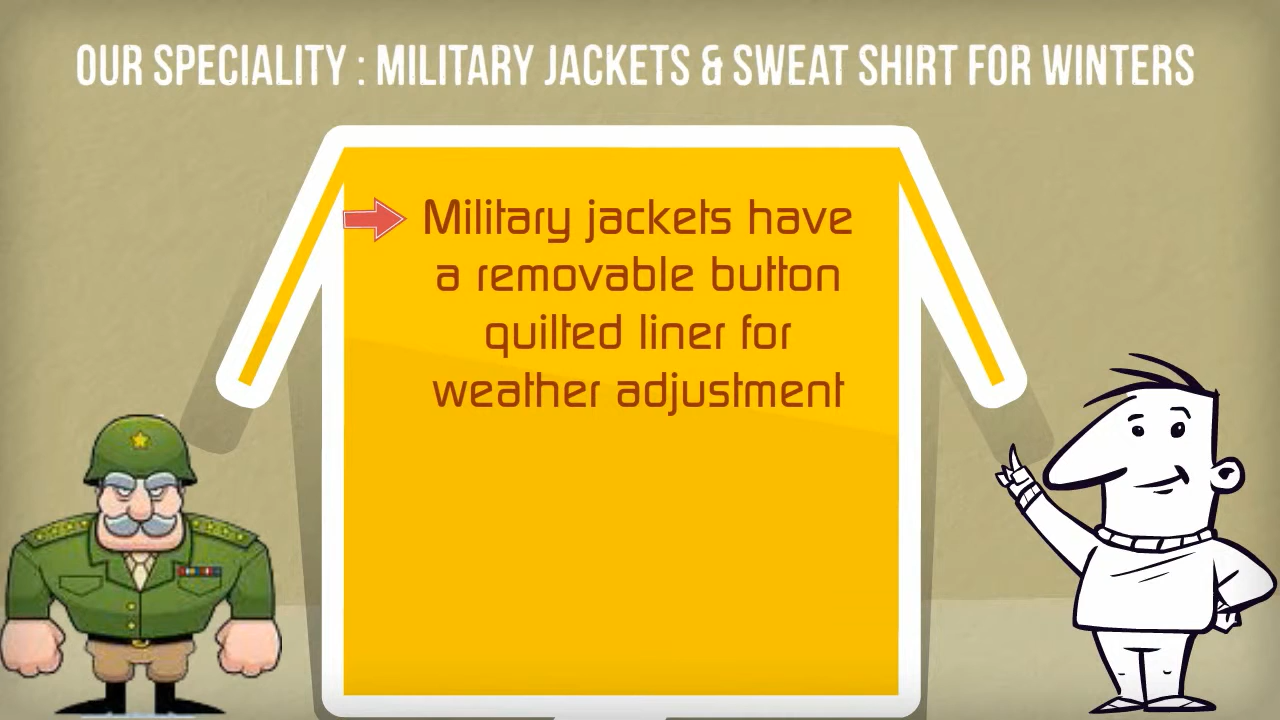 OUR SPECIALITY : MILITARY JACKETS & SWEAT SHIRT FOR WINTERS
Military jackets have
a removable button
quilted liner for
weather adjustment